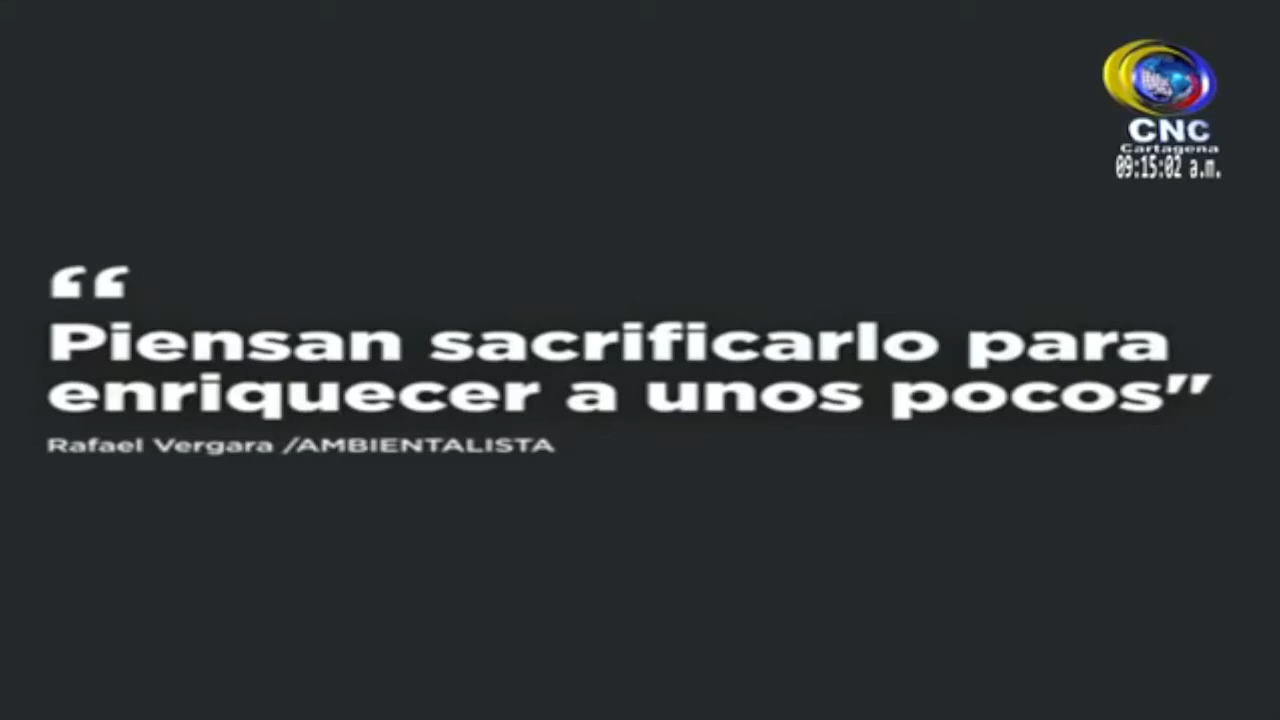 CNC
Cartagena
09:15:02 a.m.
“
Piensan sacrificarlo para
enriquecer a unos pocos"
Rafael Vergara /AMBIENTALISTA